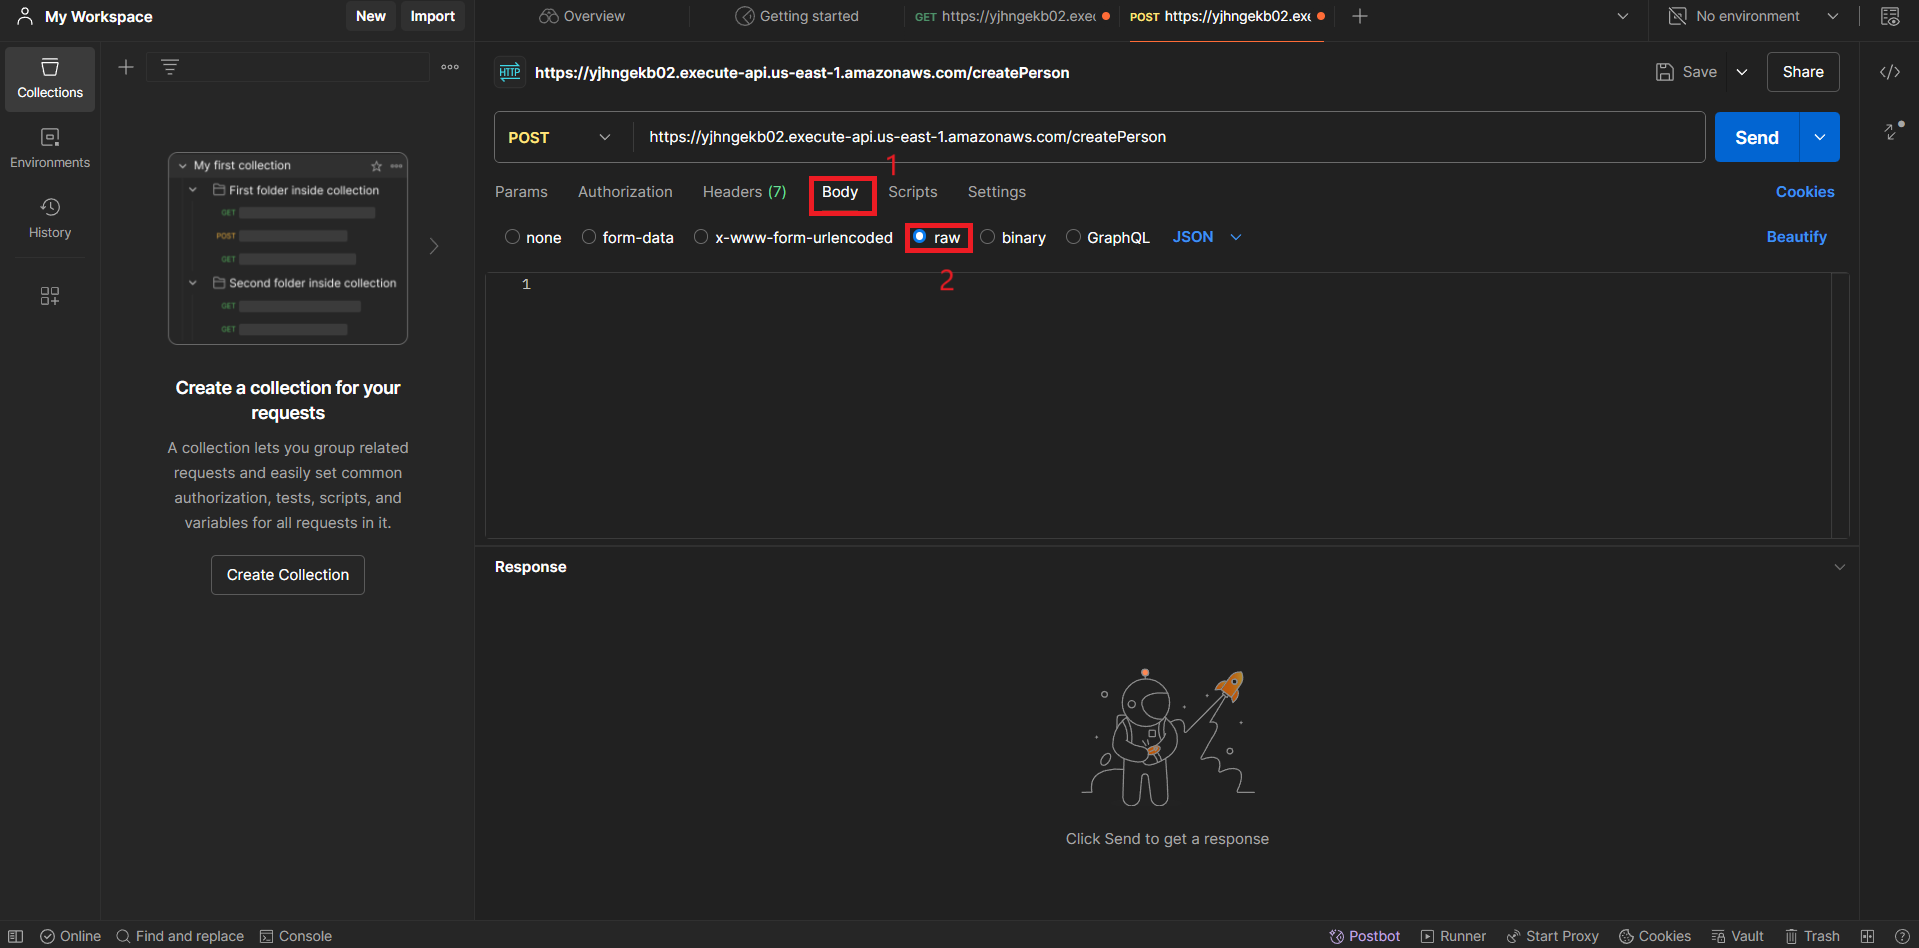 My Workspace
New
Import
Overview
Getting started
GET https://yjhngekb02.exec
POST https://yjhngekb02.exe
No environment
Collections
Environments
History
My first collection
First folder inside collection
GET
POST
GET
Second folder inside collection
GET
GET
Create a collection for your
requests
A collection lets you group related
requests and easily set common
authorization, tests, scripts, and
variables for all requests in it.
Create Collection
HTTP https://yjhngekb02.execute-api.us-east-1.amazonaws.com/createPerson
Save
Share
POST
https://yjhngekb02.execute-api.us-east-1.amazonaws.com/createPerson
Send
1
Params
Authorization
Headers (7)
Body
Scripts
Settings
Cookies
none
form-data
x-www-form-urlencoded
raw
binary
GraphQL
JSON
Beautify
2
1
Response
Click Send to get a response
Online
Find and replace
Console
Postbot
Runner
Start Proxy
Cookies
Vault
Trash